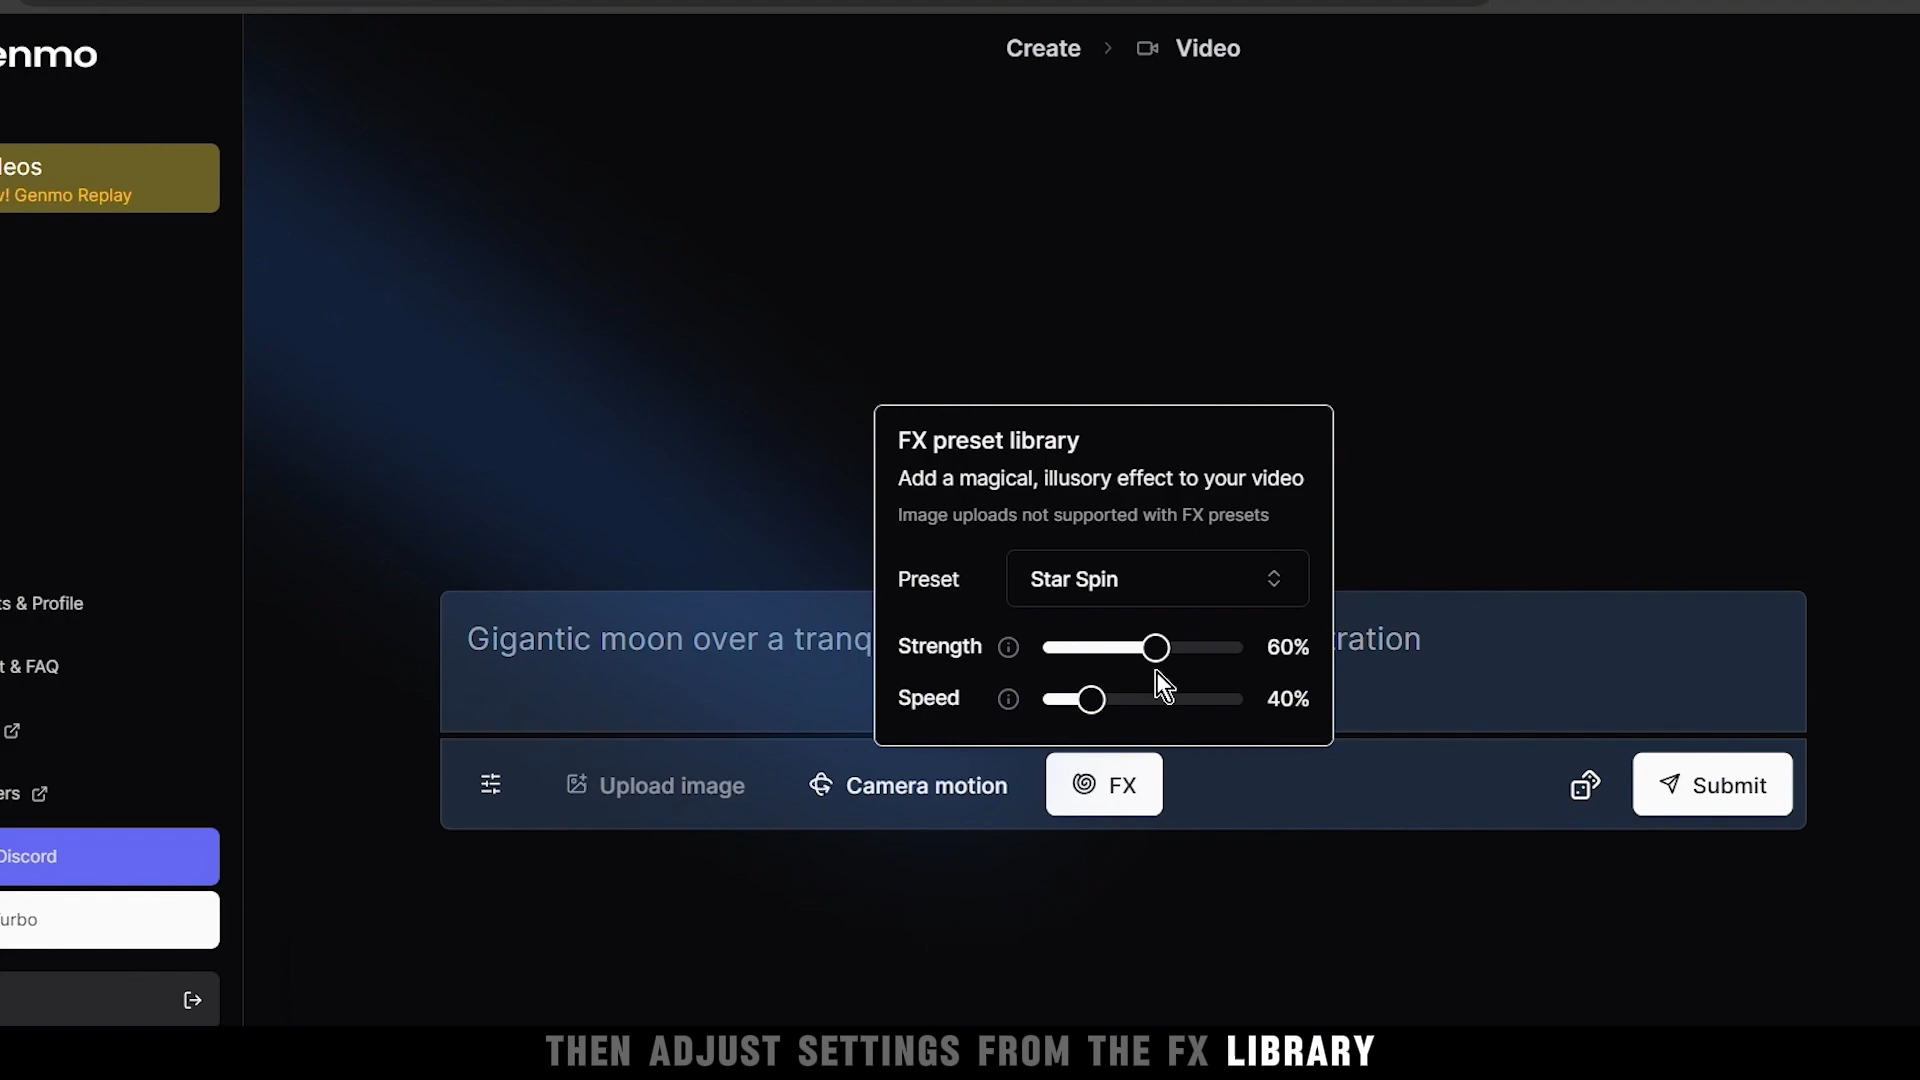 enmo
Create > Video
leos
w! Genmo Replay
FX preset library
Add a magical, illusory effect to your video
Image uploads not supported with FX presets
Preset Star Spin
Strength 60%
Speed 40%
Gigantic moon over a tranq
tration
ts & Profile
t & FAQ
ers
Discord
urbo
Upload image
Camera motion
FX
Submit
THEN ADJUST SETTINGS FROM THE FX LIBRARY